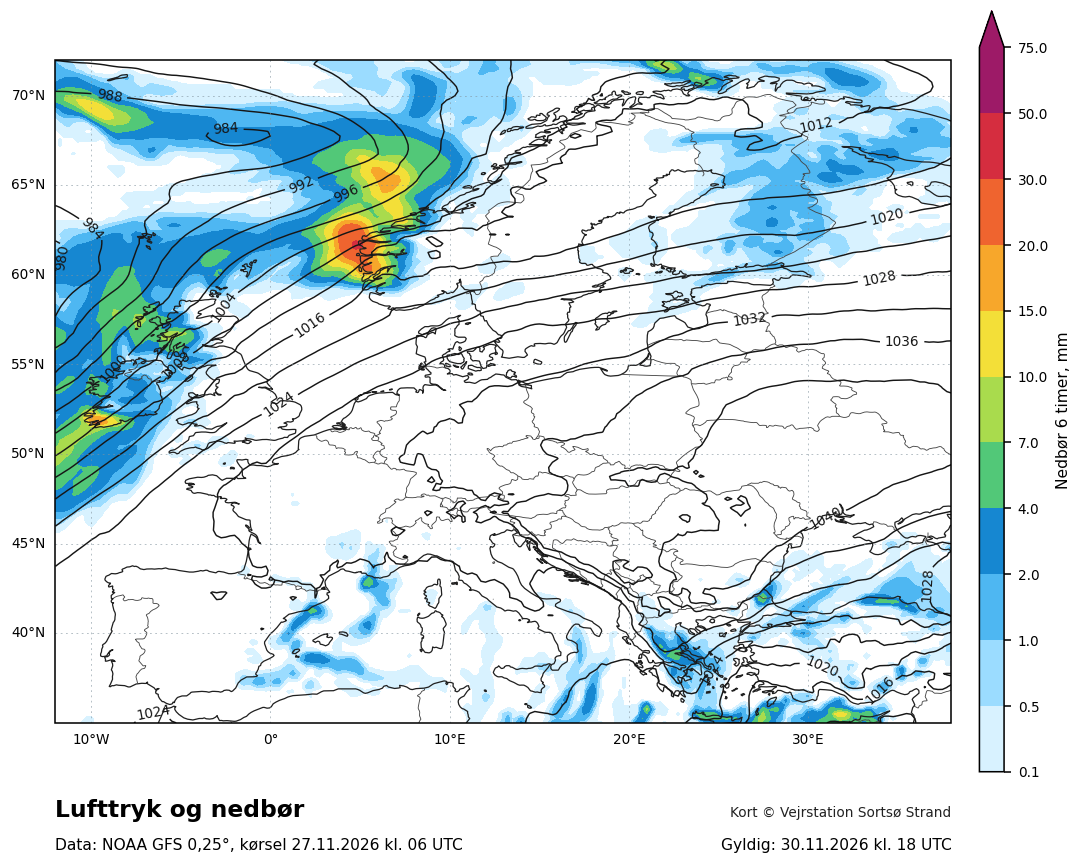 75.0
50.0
30.0
20.0
15.0
10.0
7.0
4.0
2.0
1.0
0.5
0.1
Nedbør 6 timer, mm
70°N
65°N
60°N
55°N
50°N
45°N
40°N
10°W
0°
10°E
20°E
30°E
988
984
992
996
984
980
1004
1016
1000
1008
1024
1012
1020
1028
1032
1036
1040
1028
1020
1016
1024
1024
Lufttryk og nedbør
Kort © Vejrstation Sortsø Strand
Data: NOAA GFS 0,25°, kørsel 27.11.2026 kl. 06 UTC
Gyldig: 30.11.2026 kl. 18 UTC